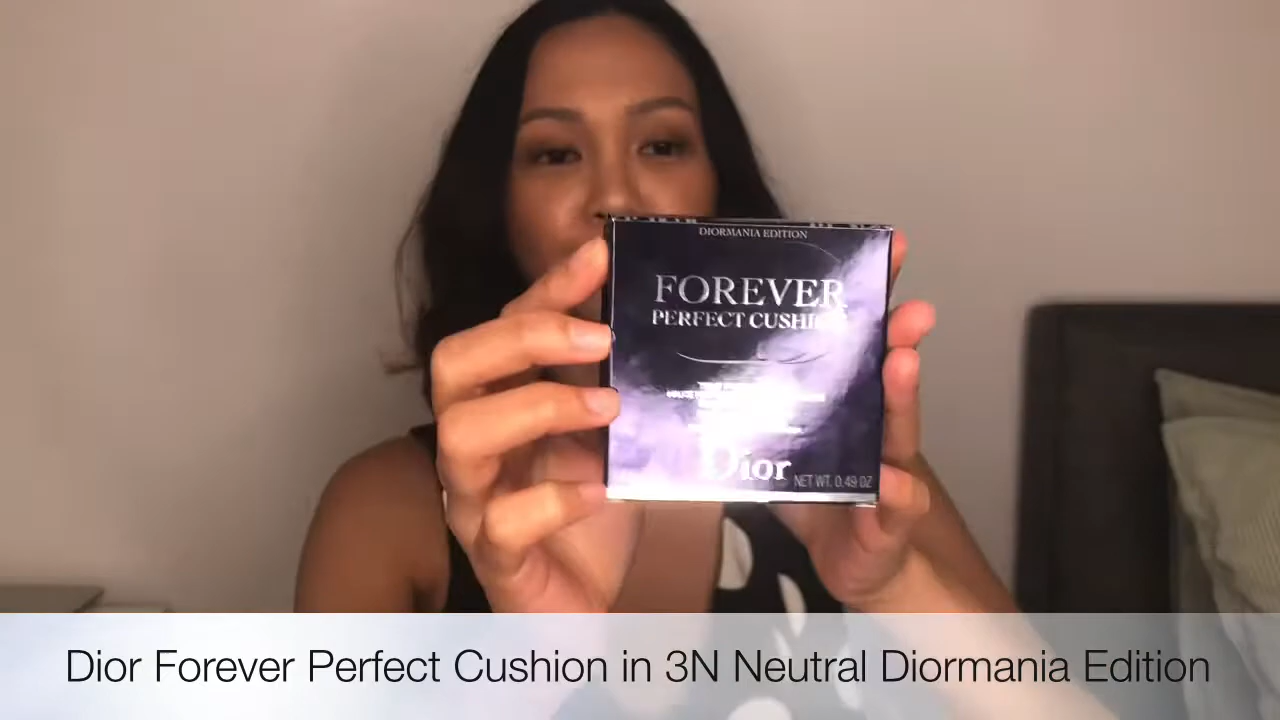 DIORMANIA EDITION
FOREVER
PERFECT
Dior
NET WT. 0.49 OZ
Dior Forever Perfect Cushion in 3N Neutral Diormania Edition